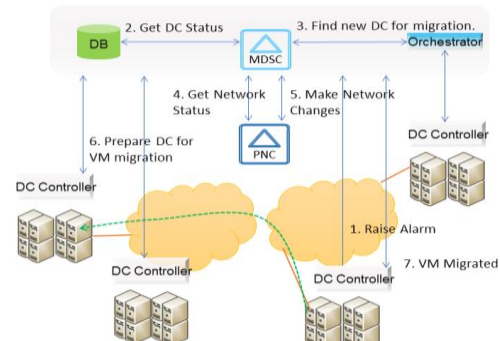 2. Get DC Status
3. Find new DC for migration.
DB
MDSC
Orchestrator
4. Get Network
Status
5. Make Network
Changes
PNC
6. Prepare DC for
VM migration
DC Controller
DC Controller
1. Raise Alarm
DC Controller
DC Controller
7. VM Migrated